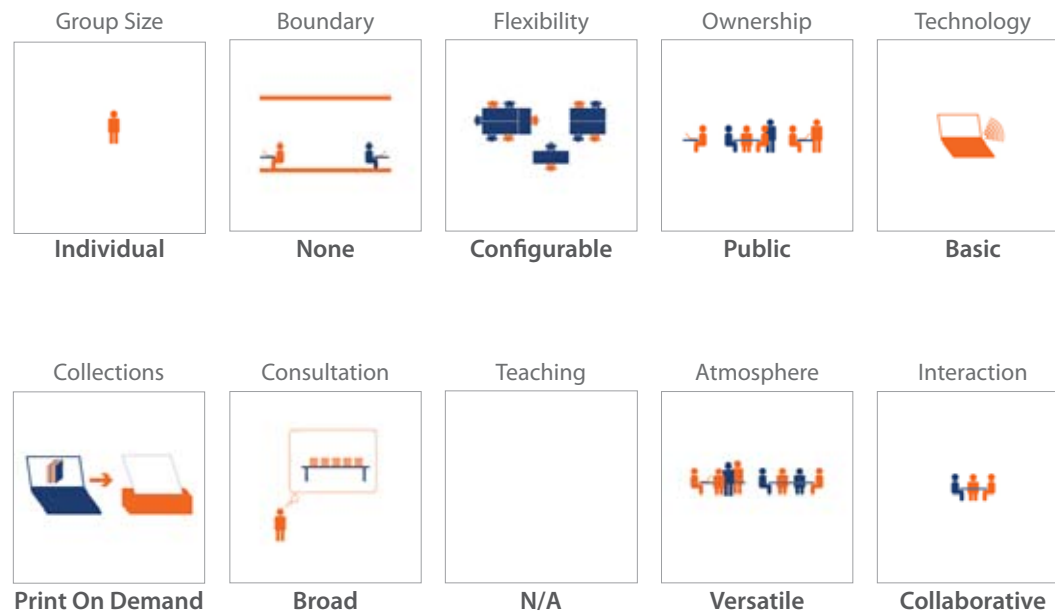 Group Size Boundary Flexibility Ownership Technology
Individual None Configurable Public Basic
Collections Consultation Teaching Atmosphere Interaction
Print On Demand Broad N/A Versatile Collaborative